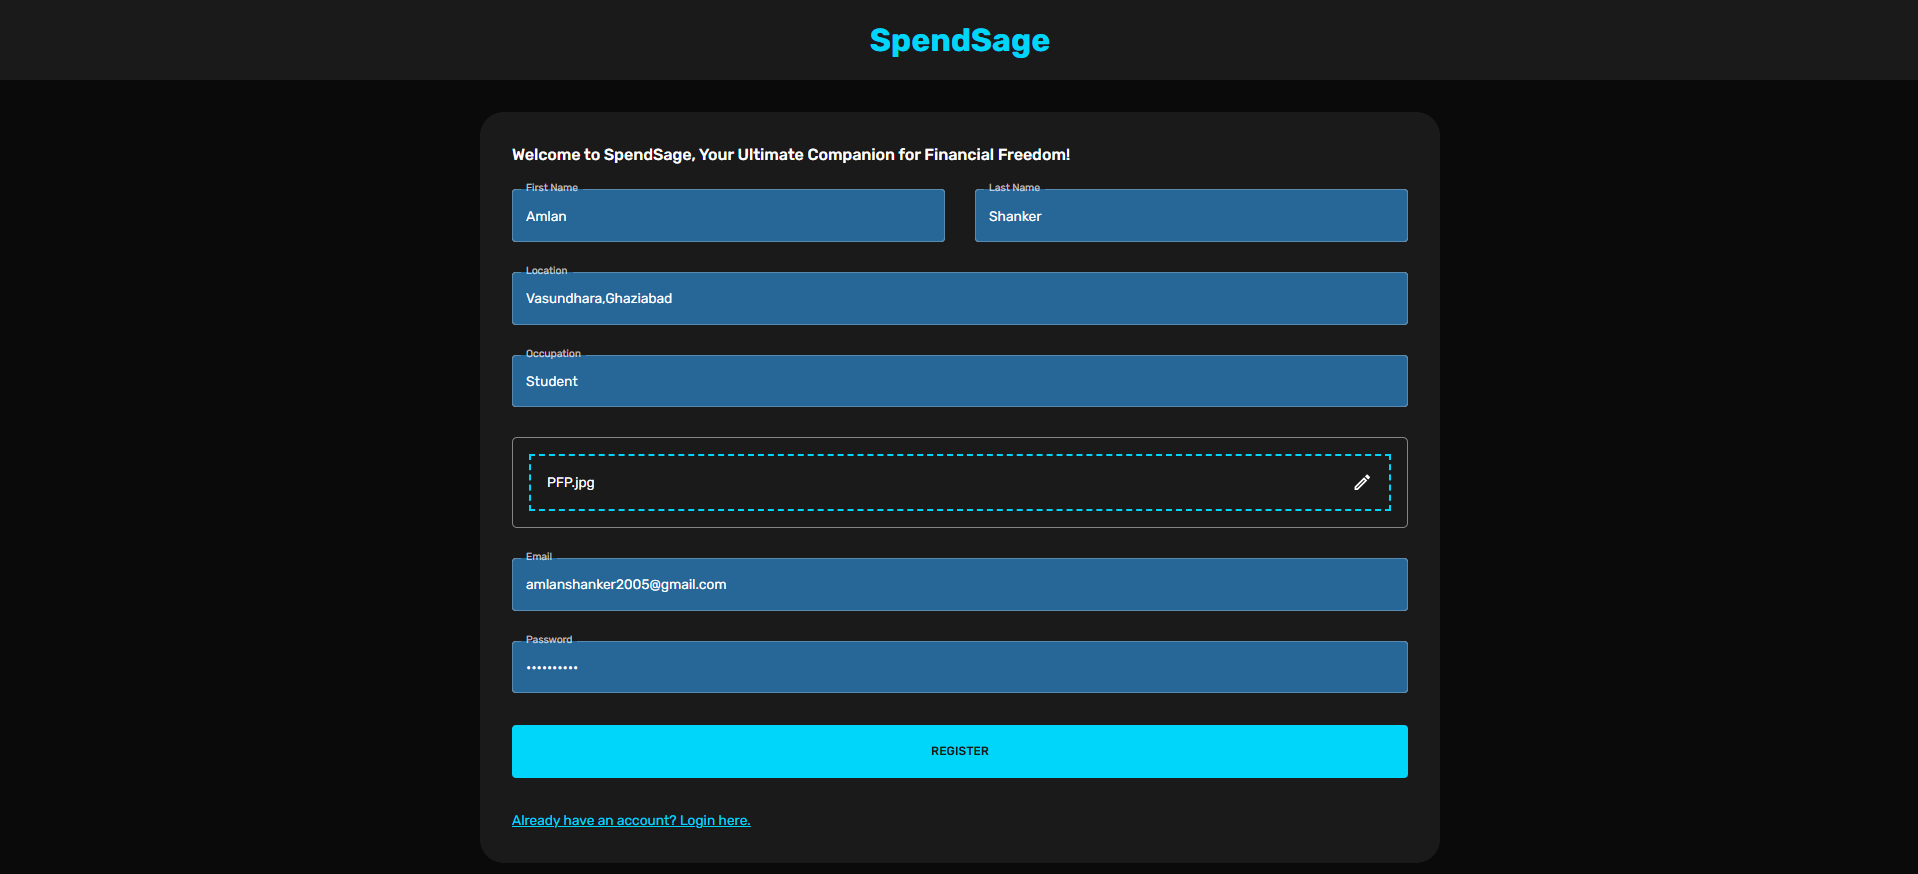 SpendSage
Welcome to SpendSage, Your Ultimate Companion for Financial Freedom!
First Name
Last Name
Amlan
Shanker
Location
Vasundhara,Ghaziabad
Occupation
Student
PFP.jpg
Email
amlanshanker2005@gmail.com
Password
••••••••••
REGISTER
Already have an account? Login here.